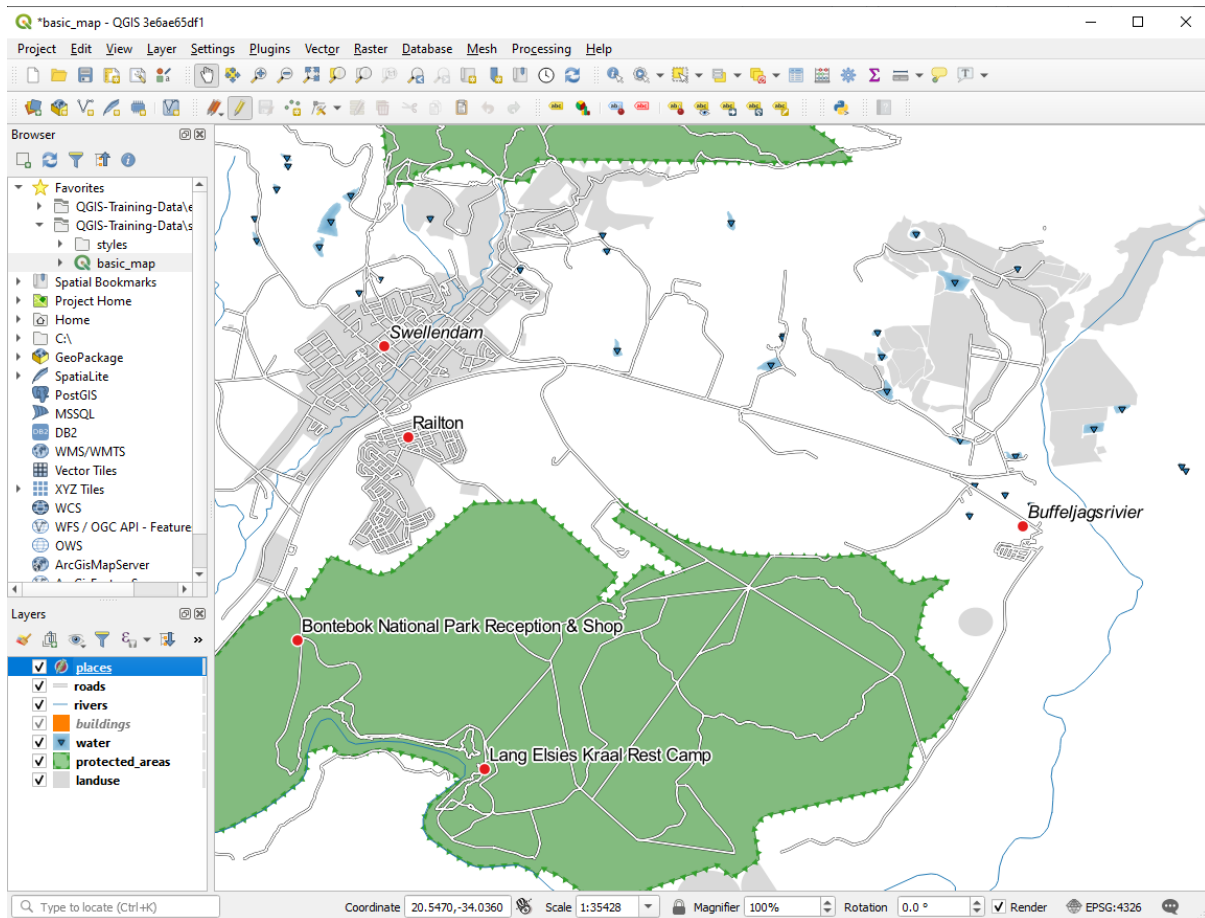 *basic_map - QGIS 3e6ae65df1
Project Edit View Layer Settings Plugins Vector Raster Database Mesh Processing Help
Browser
Favorites
QGIS-Training-Data\e
QGIS-Training-Data\s
styles
basic_map
Spatial Bookmarks
Project Home
Home
C:\
GeoPackage
SpatiaLite
PostGIS
MSSQL
DB2
WMS/WMTS
Vector Tiles
XYZ Tiles
WCS
WFS / OGC API - Feature
OWS
ArcGisMapServer
Layers
places
roads
rivers
buildings
water
protected_areas
landuse
Swellendam
Railton
Buffeljagsrivier
Bontebok National Park Reception & Shop
Lang Elsies Kraal Rest Camp
Type to locate (Ctrl+K)
Coordinate 20.5470,-34.0360 Scale 1:35428 Magnifier 100% Rotation 0.0 ° Render EPSG:4326